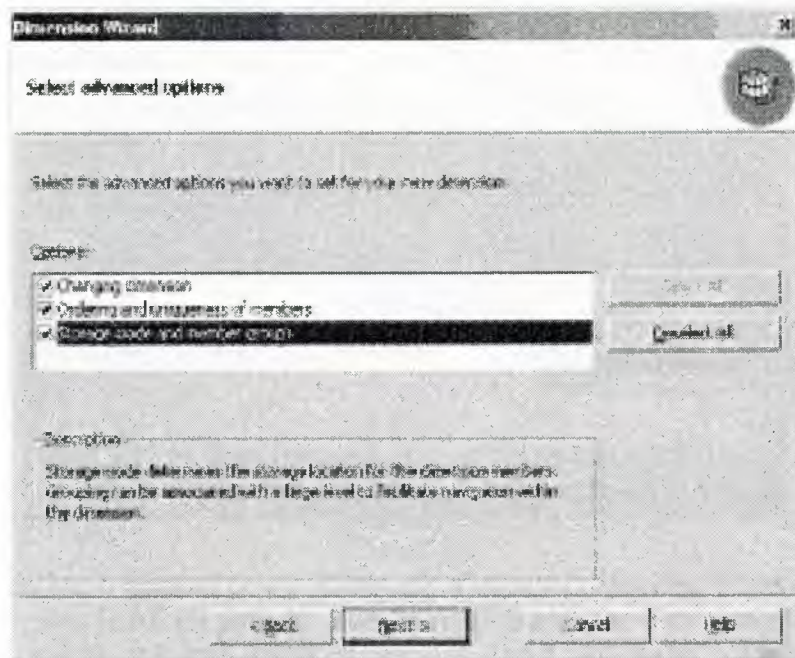 Dimension Wizard
Select advanced options
Select the advanced options you want to set for your new dimension.
Options:
Changing dimension
Ordering and uniqueness of members
Storage mode and member groups
Select All
Deselect All
Description
Storage mode determines the storage location for the dimension members.
Grouping can be associated with a large level to facilitate navigation within
the dimension.
< Back
Next >
Cancel
Help